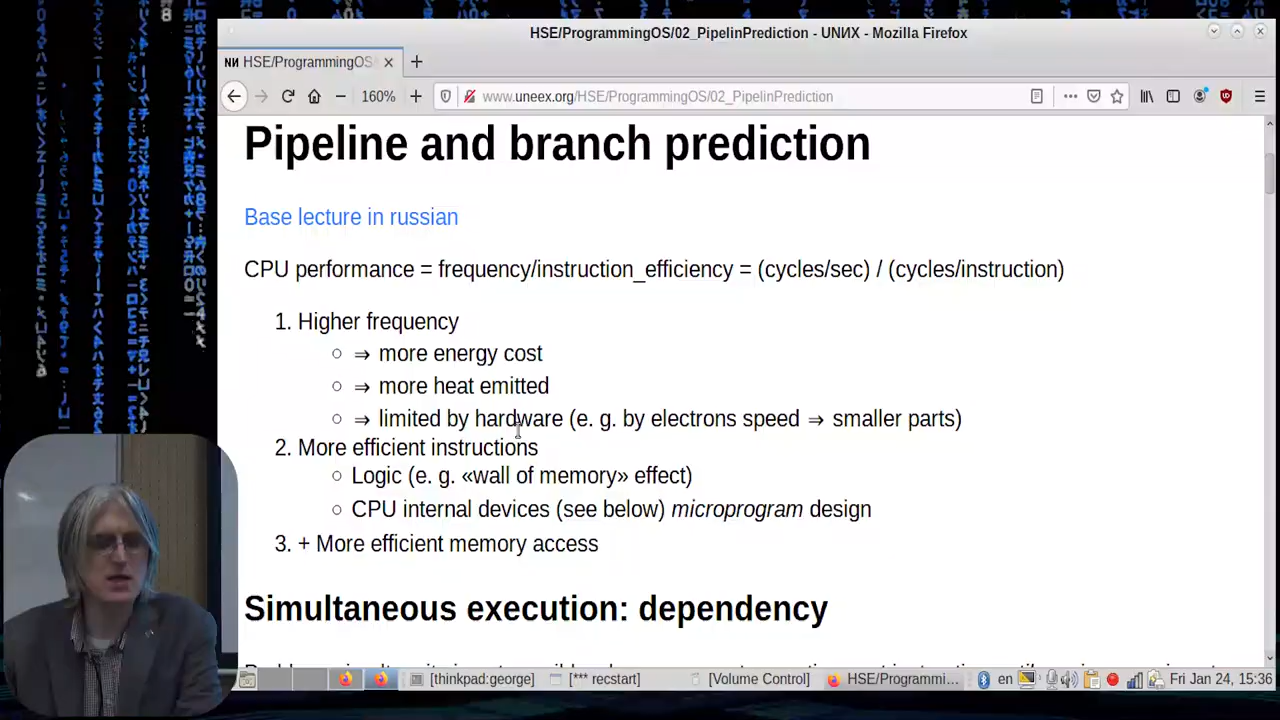 HSE/ProgrammingOS/02_PipelinPrediction - UNИX - Mozilla Firefox
ИИ HSE/ProgrammingOS
160%
www.uneex.org/HSE/ProgrammingOS/02_PipelinPrediction
Pipeline and branch prediction
Base lecture in russian
CPU performance = frequency/instruction_efficiency = (cycles/sec) / (cycles/instruction)
1. Higher frequency
⇒ more energy cost
⇒ more heat emitted
⇒ limited by hardware (e. g. by electrons speed ⇒ smaller parts)
2. More efficient instructions
Logic (e. g. «wall of memory» effect)
CPU internal devices (see below) microprogram design
3. + More efficient memory access
Simultaneous execution: dependency
[thinkpad:george] [*** recstart] [Volume Control] HSE/Programmi... en Fri Jan 24, 15:36